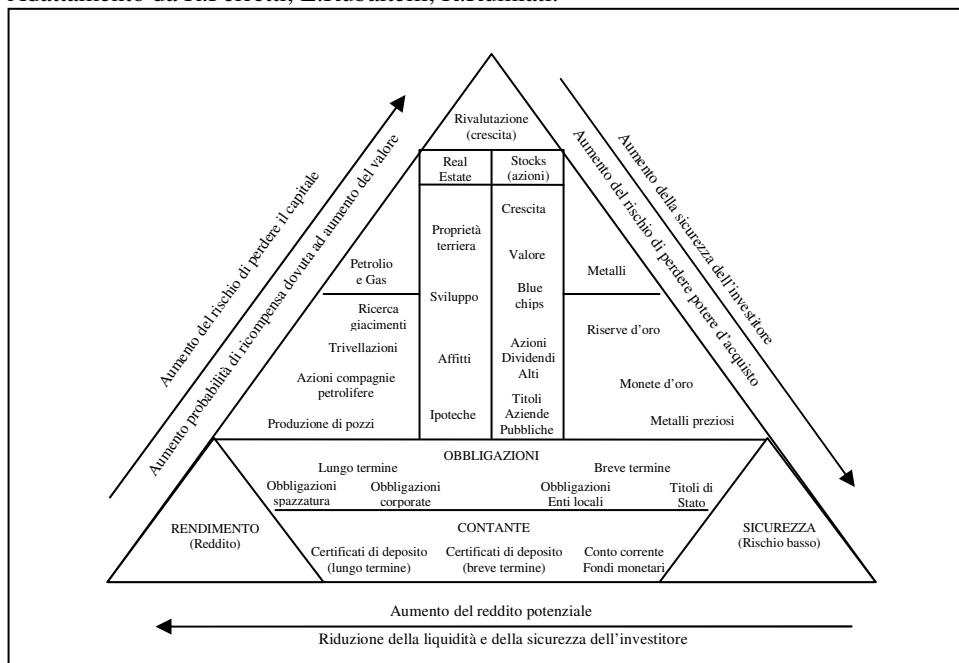 Adattamento da R.Ferretti, E.Rubaltelli, R.Rumiati.
Rivalutazione
(crescita)
Real
Estate
Stocks
(azioni)
Aumento del rischio di perdere il capitale
Aumento probabilità di ricompensa dovuta ad aumento del valore
Aumento della sicurezza dell'investitore
Aumento del rischio di perdere potere d'acquisto
Petrolio
e Gas
Ricerca
giacimenti
Trivellazioni
Azioni compagnie
petrolifere
Produzione di pozzi
Proprietà
terriera
Sviluppo
Affitti
Ipoteche
Crescita
Valore
Blue
chips
Azioni
Dividendi
Alti
Titoli
Aziende
Pubbliche
Metalli
Riserve d'oro
Monete d'oro
Metalli preziosi
OBBLIGAZIONI
Lungo termine
Breve termine
Obbligazioni
spazzatura
Obbligazioni
corporate
Obbligazioni
Enti locali
Titoli di
Stato
RENDIMENTO
(Reddito)
CONTANTE
Certificati di deposito
(lungo termine)
Certificati di deposito
(breve termine)
Conto corrente
Fondi monetari
SICUREZZA
(Rischio basso)
Aumento del reddito potenziale
Riduzione della liquidità e della sicurezza dell'investitore